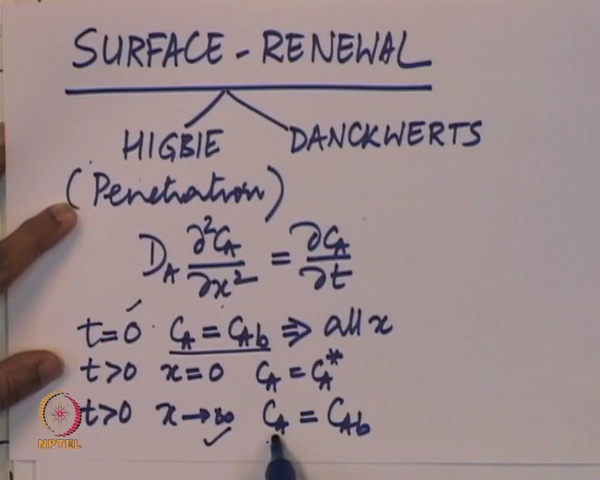 SURFACE - RENEWAL
HIGBIE DANCKWERTS
(Penetration)
D_A ∂²C_A/∂x² = ∂C_A/∂t
t=0 C_A = C_Ab ⇒ all x
t>0 x=0 C_A = C_A*
t>0 x→∞ C_A = C_Ab
NPTEL